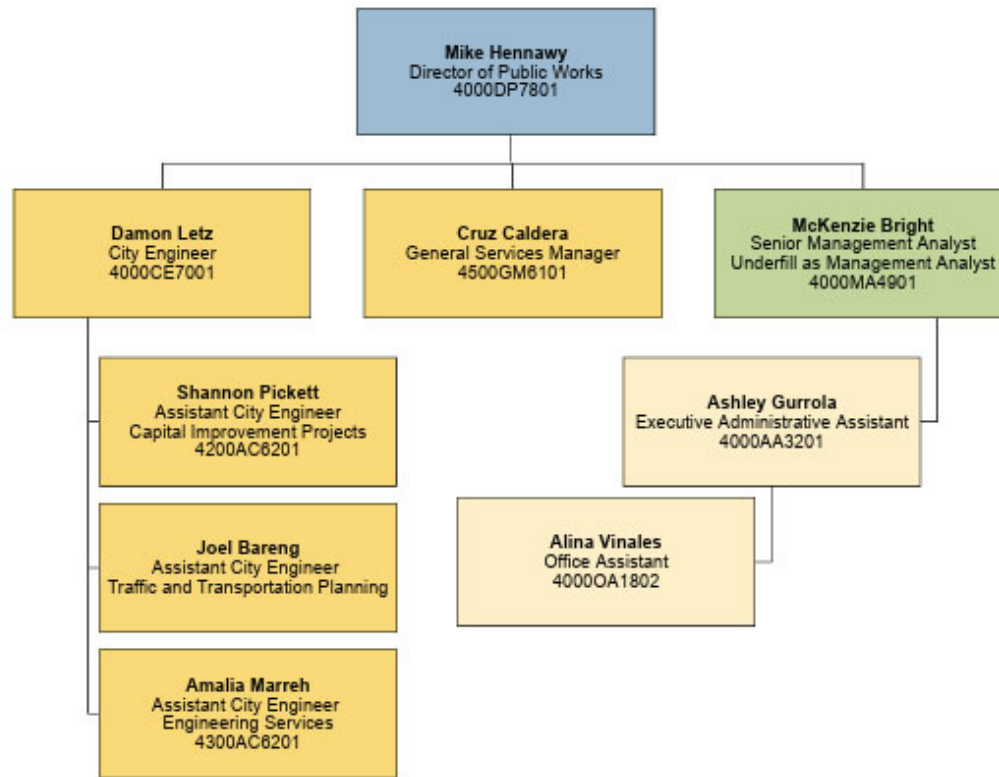 Mike Hennawy
Director of Public Works
4000DP7801
Damon Letz
City Engineer
4000CE7001
Cruz Caldera
General Services Manager
4500GM6101
McKenzie Bright
Senior Management Analyst
Underfill as Management Analyst
4000MA4901
Shannon Pickett
Assistant City Engineer
Capital Improvement Projects
4200AC6201
Joel Bareng
Assistant City Engineer
Traffic and Transportation Planning
Amalia Marreh
Assistant City Engineer
Engineering Services
4300AC6201
Ashley Gurrola
Executive Administrative Assistant
4000AA3201
Alina Vinales
Office Assistant
4000OA1802